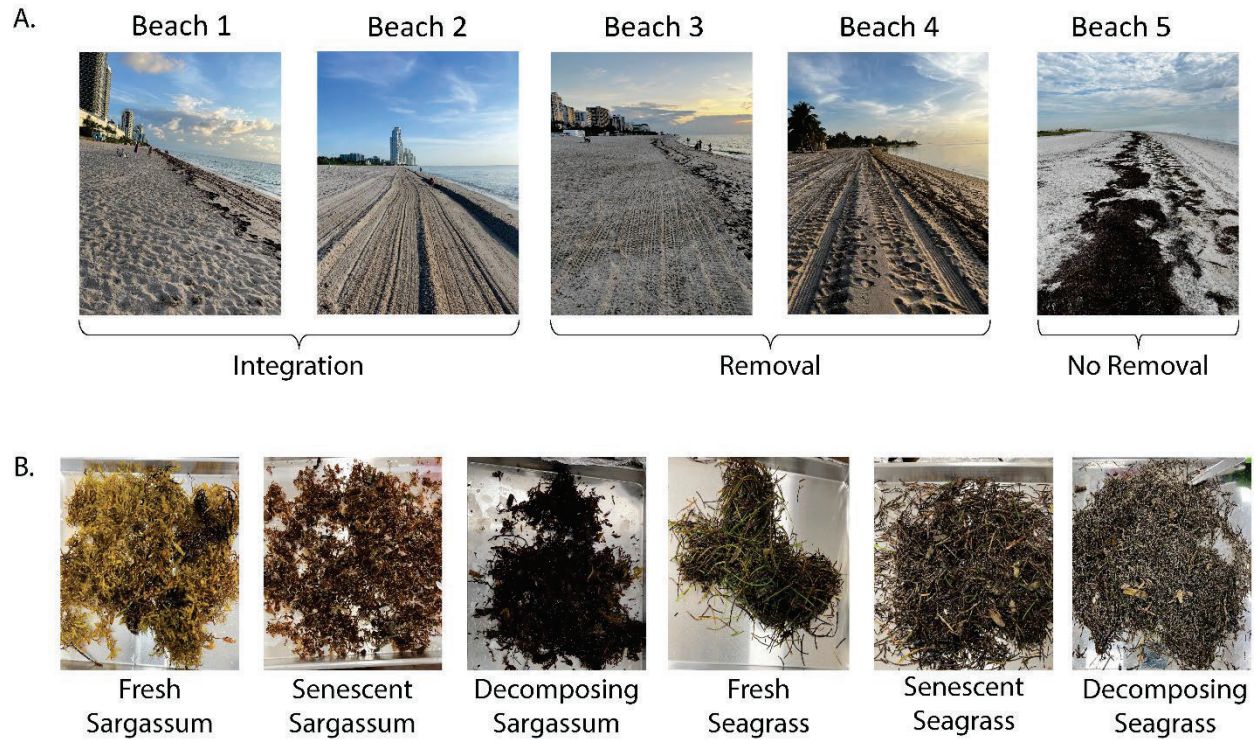 A.
Beach 1
Beach 2
Beach 3
Beach 4
Beach 5
Integration
Removal
No Removal
B.
Fresh
Sargassum
Senescent
Sargassum
Decomposing
Sargassum
Fresh
Seagrass
Senescent
Seagrass
Decomposing
Seagrass